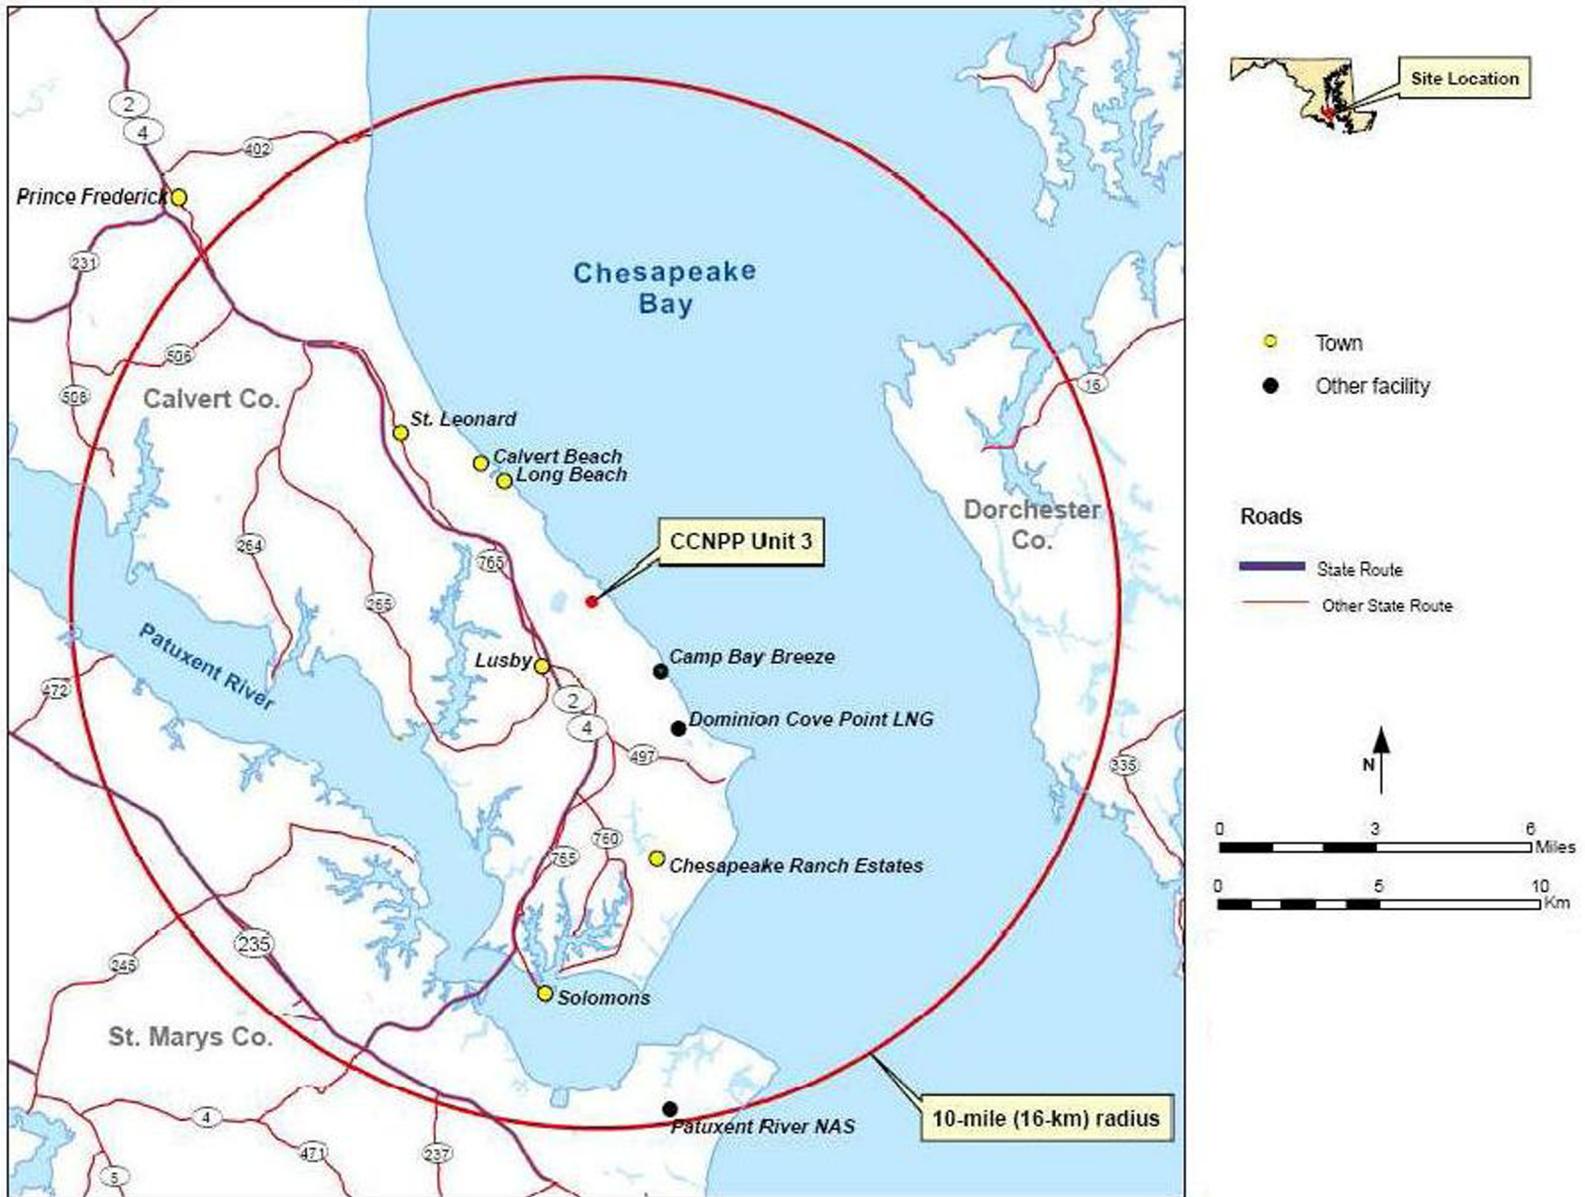 2
4
402
Prince Frederick
231
506
508
Calvert Co.
Chesapeake
Bay
16
St. Leonard
Calvert Beach
Long Beach
Dorchester
Co.
CCNPP Unit 3
264
765
265
Patuxent River
Lusby
472
Camp Bay Breeze
2
4
Dominion Cove Point LNG
497
335
760
765
Chesapeake Ranch Estates
235
245
Solomons
St. Marys Co.
10-mile (16-km) radius
Patuxent River NAS
4
471
237
5
Site Location
Town
Other facility
Roads
State Route
Other State Route
N
0 3 6
Miles
0 5 10
Km